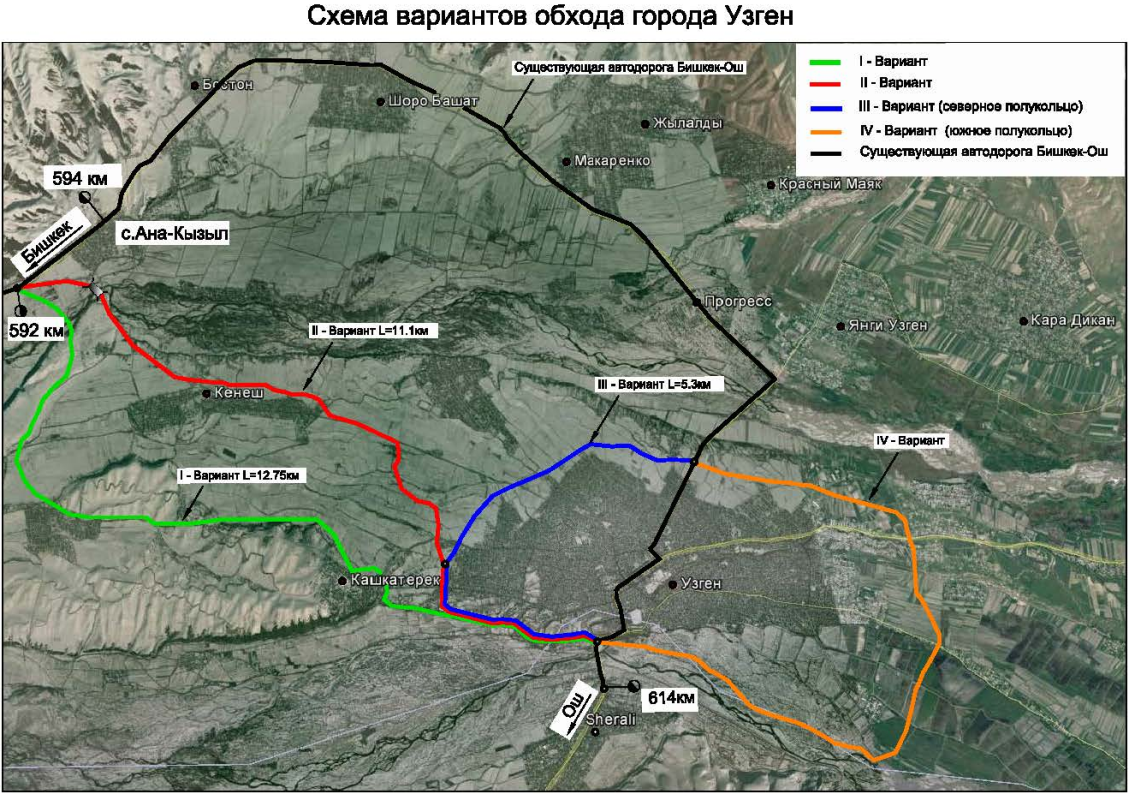 Схема вариантов обхода города Узген
I - Вариант
II - Вариант
III - Вариант (северное полукольцо)
IV - Вариант (южное полукольцо)
Существующая автодорога Бишкек-Ош
Существующая автодорога Бишкек-Ош
Бостон
Шоро Башат
Жылалды
Макаренко
Красный Маяк
594 км
с.Ана-Кызыл
Бишкек
592 км
Прогресс
Янги Узген
Кара Дикан
II - Вариант L=11.1км
Кенеш
III - Вариант L=5.3км
IV - Вариант
I - Вариант L=12.75км
Кашкатерек
Узген
614км
Ош
Sherali